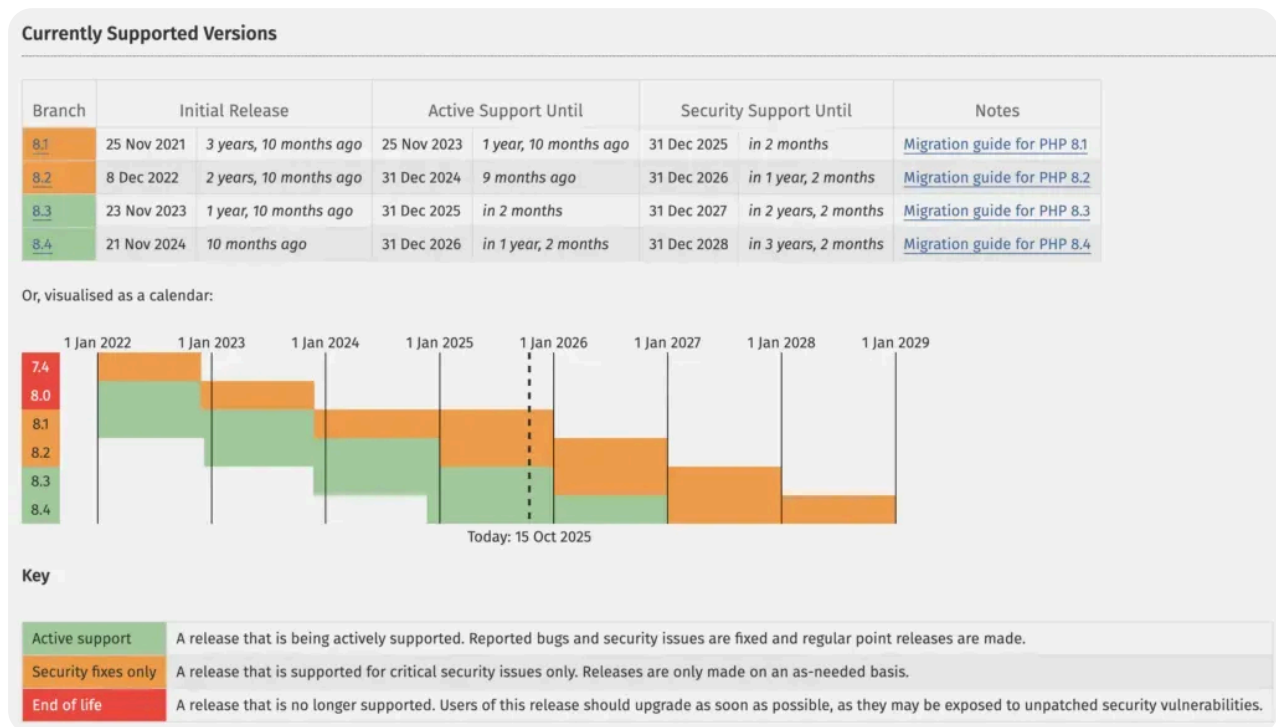 Currently Supported Versions
Branch Initial Release Active Support Until Security Support Until Notes
8.1 25 Nov 2021 3 years, 10 months ago 25 Nov 2023 1 year, 10 months ago 31 Dec 2025 in 2 months Migration guide for PHP 8.1
8.2 8 Dec 2022 2 years, 10 months ago 31 Dec 2024 9 months ago 31 Dec 2026 in 1 year, 2 months Migration guide for PHP 8.2
8.3 23 Nov 2023 1 year, 10 months ago 31 Dec 2025 in 2 months 31 Dec 2027 in 2 years, 2 months Migration guide for PHP 8.3
8.4 21 Nov 2024 10 months ago 31 Dec 2026 in 1 year, 2 months 31 Dec 2028 in 3 years, 2 months Migration guide for PHP 8.4
Or, visualised as a calendar:
1 Jan 2022 1 Jan 2023 1 Jan 2024 1 Jan 2025 1 Jan 2026 1 Jan 2027 1 Jan 2028 1 Jan 2029
7.4
8.0
8.1
8.2
8.3
8.4
Today: 15 Oct 2025
Key
Active support A release that is being actively supported. Reported bugs and security issues are fixed and regular point releases are made.
Security fixes only A release that is supported for critical security issues only. Releases are only made on an as-needed basis.
End of life A release that is no longer supported. Users of this release should upgrade as soon as possible, as they may be exposed to unpatched security vulnerabilities.